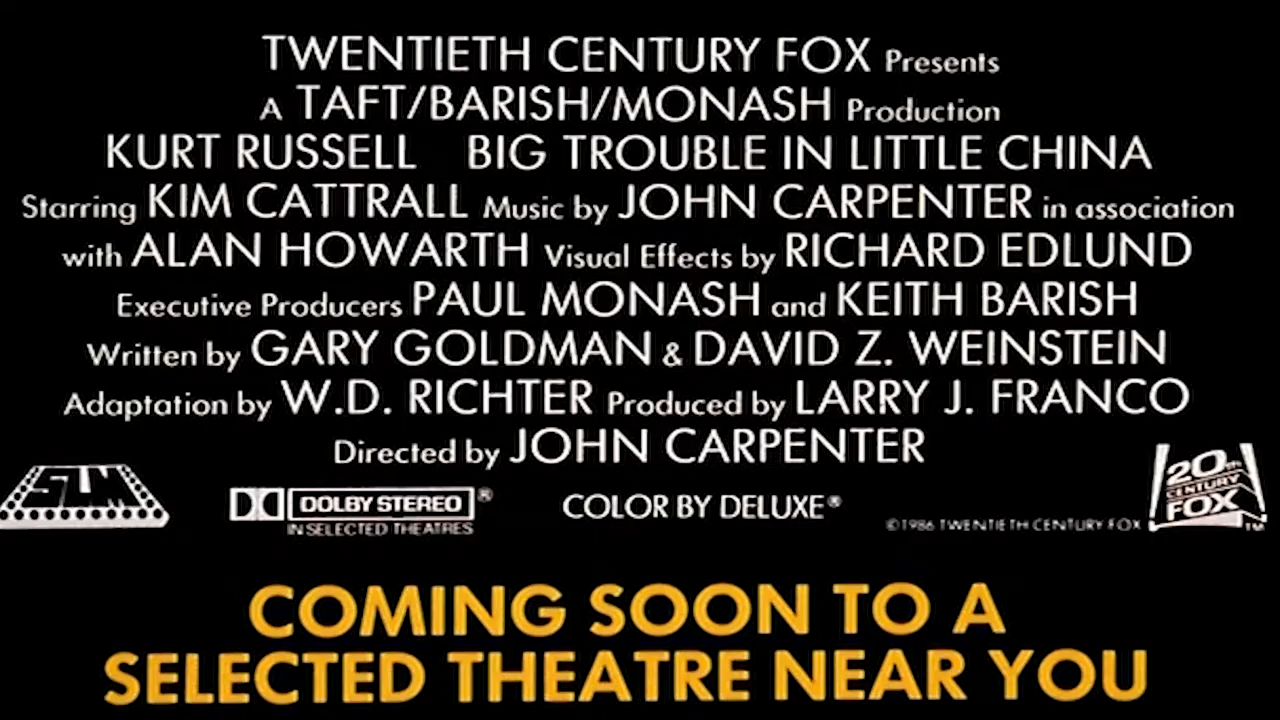 TWENTIETH CENTURY FOX Presents
A TAFT/BARISH/MONASH Production
KURT RUSSELL BIG TROUBLE IN LITTLE CHINA
Starring KIM CATTRALL Music by JOHN CARPENTER in association
with ALAN HOWARTH Visual Effects by RICHARD EDLUND
Executive Producers PAUL MONASH and KEITH BARISH
Written by GARY GOLDMAN & DAVID Z. WEINSTEIN
Adaptation by W.D. RICHTER Produced by LARRY J. FRANCO
Directed by JOHN CARPENTER
SLM
DOLBY STEREO®
IN SELECTED THEATRES
COLOR BY DELUXE®
©1986 TWENTIETH CENTURY FOX
20th
CENTURY
FOX
TM
COMING SOON TO A
SELECTED THEATRE NEAR YOU